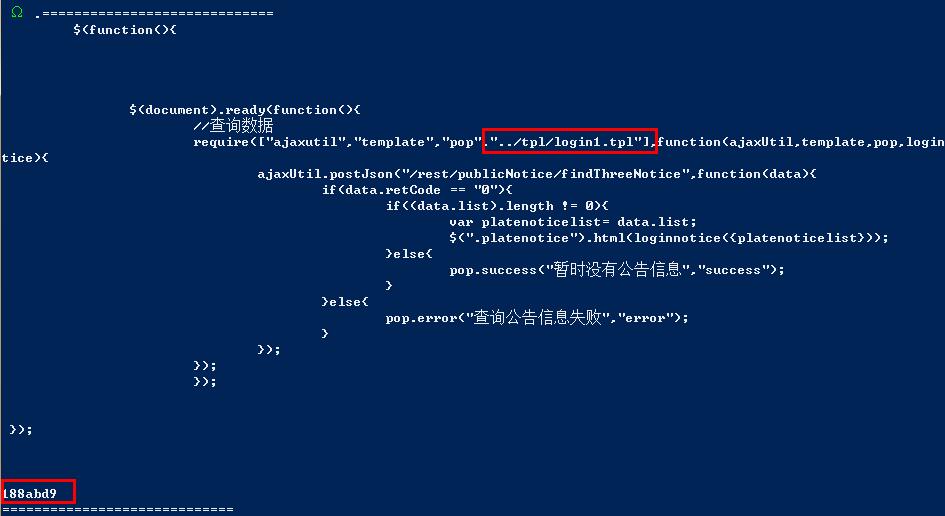 Ω .=============================
$(function(){
$(document).ready(function(){
//查询数据
require(["ajaxutil","template","pop","../tpl/login1.tpl"],function(ajaxUtil,template,pop,login
tice){
ajaxUtil.postJson("/rest/publicNotice/findThreeNotice",function(data){
if(data.retCode == "0"){
if((data.list).length != 0){
var platenoticelist= data.list;
$(".platenotice").html(loginnotice({platenoticelist}));
}else{
pop.success("暂时没有公告信息","success");
}
}else{
pop.error("查询公告信息失败","error");
}
});
});
});
});
188abd9
=============================